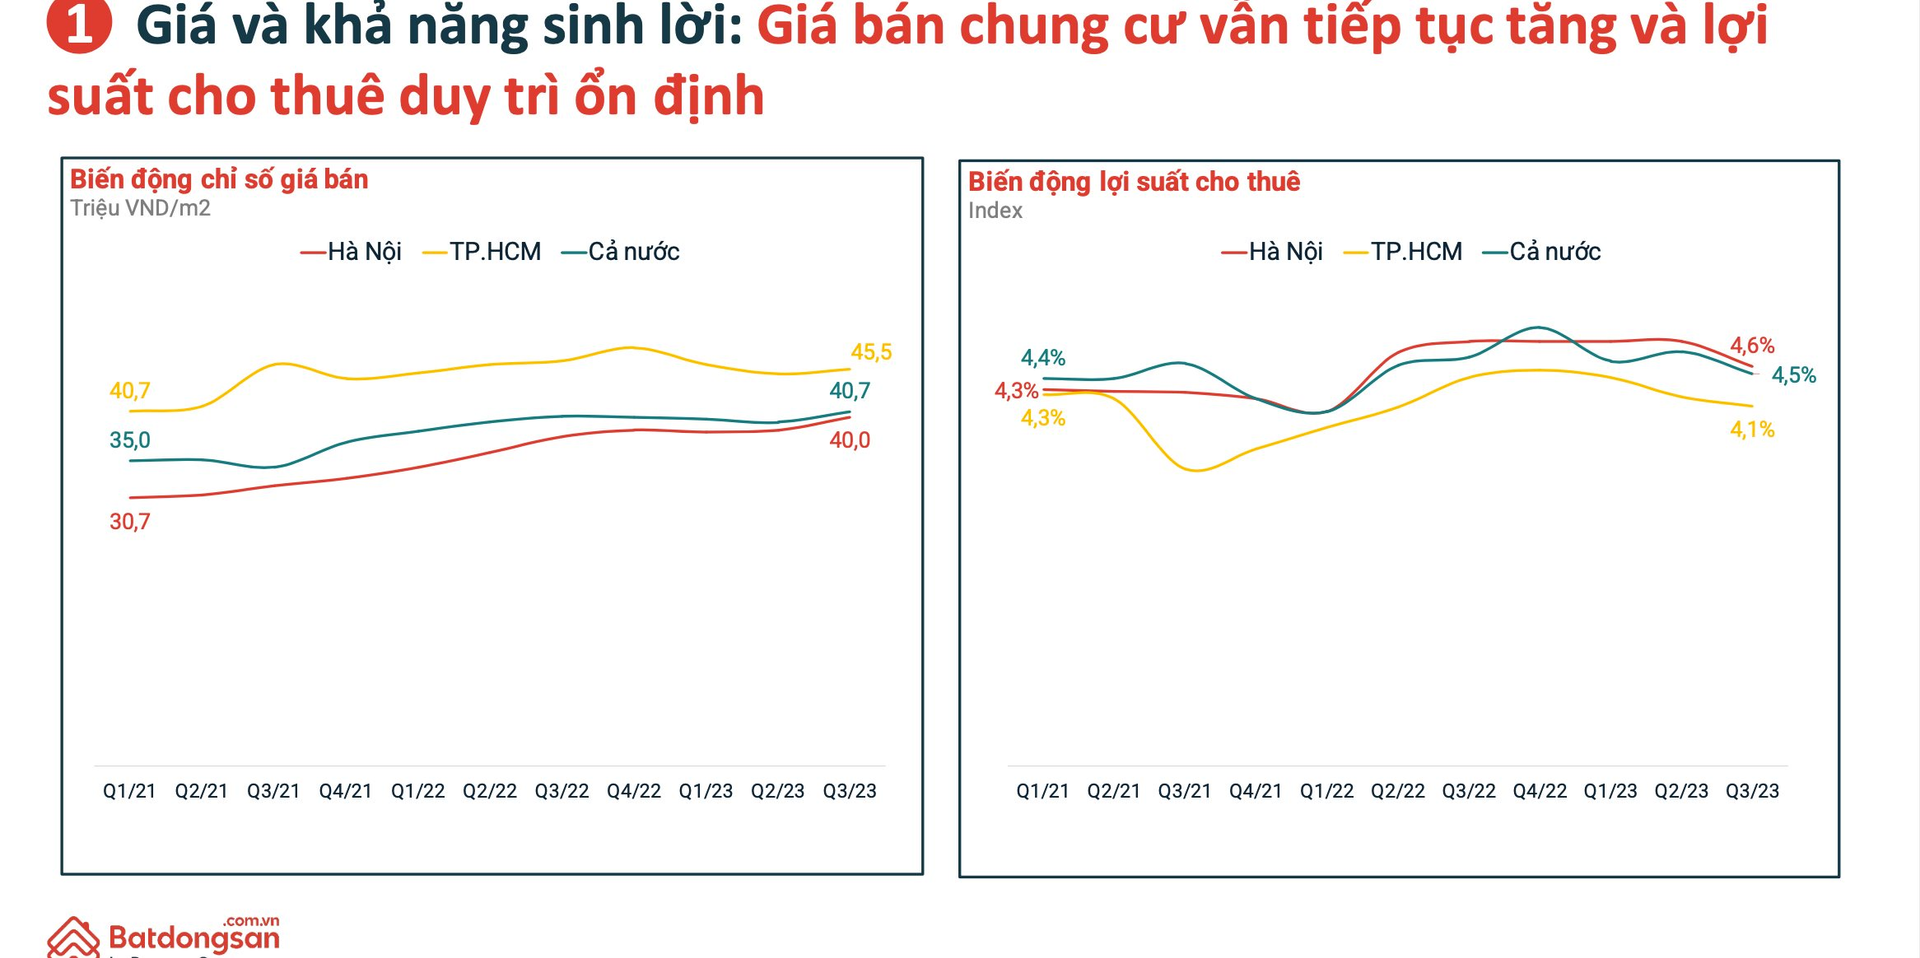 1 Giá và khả năng sinh lời: Giá bán chung cư vẫn tiếp tục tăng và lợi
suất cho thuê duy trì ổn định
Biến động chỉ số giá bán
Triệu VND/m2
Hà Nội TP.HCM Cả nước
45,5
40,7
40,7
35,0
40,0
30,7
Q1/21 Q2/21 Q3/21 Q4/21 Q1/22 Q2/22 Q3/22 Q4/22 Q1/23 Q2/23 Q3/23
Biến động lợi suất cho thuê
Index
Hà Nội TP.HCM Cả nước
4,6%
4,4%
4,5%
4,3%
4,3%
4,1%
Q1/21 Q2/21 Q3/21 Q4/21 Q1/22 Q2/22 Q3/22 Q4/22 Q1/23 Q2/23 Q3/23
.com.vn
Batdongsan